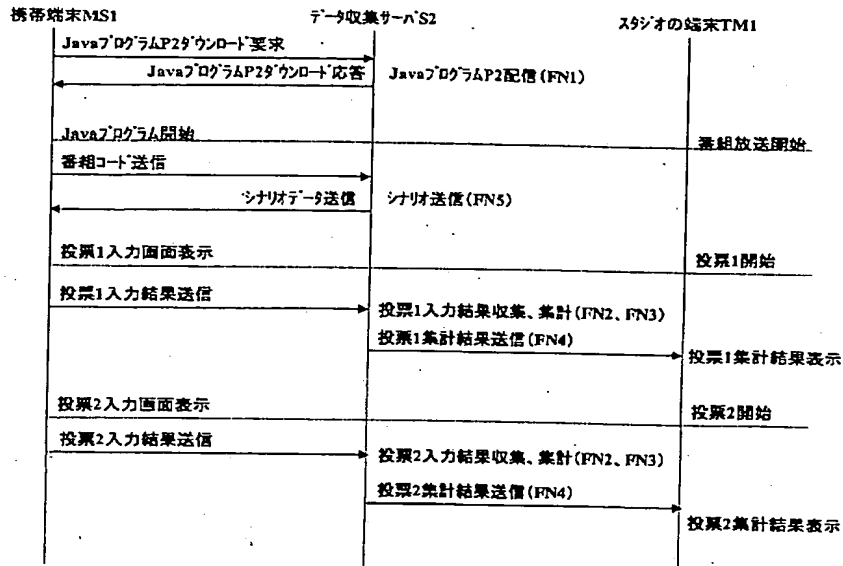 携帯端末MS1
データ収集サーバS2
スタジオの端末TM1
JavaプログラムP2ダウンロード要求
JavaプログラムP2ダウンロード応答
JavaプログラムP2配信(FN1)
Javaプログラム開始
番組放送開始
番組コード送信
シナリオデータ送信
シナリオ送信(FN5)
投票1入力画面表示
投票1開始
投票1入力結果送信
投票1入力結果収集、集計(FN2、FN3)
投票1集計結果送信(FN4)
投票1集計結果表示
投票2入力画面表示
投票2開始
投票2入力結果送信
投票2入力結果収集、集計(FN2、FN3)
投票2集計結果送信(FN4)
投票2集計結果表示